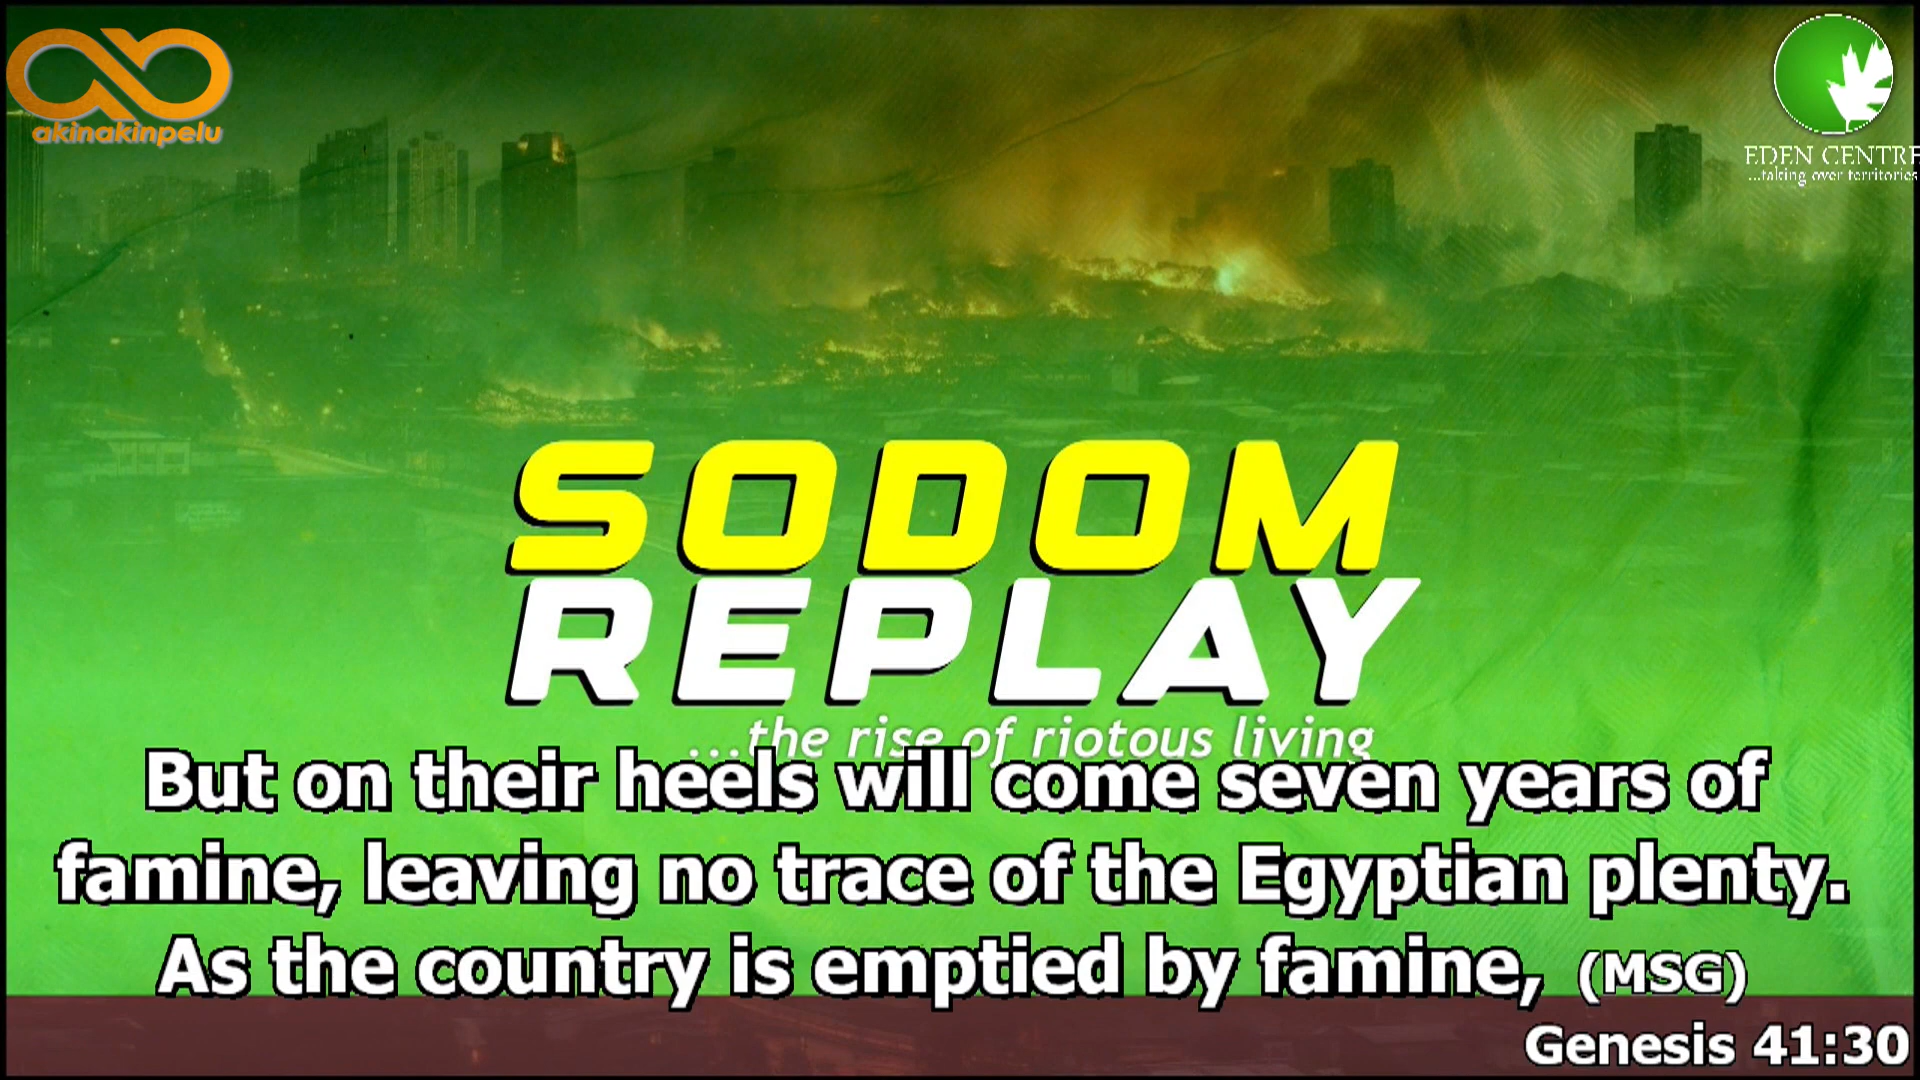 akinakinpelu
EDEN CENTRE
...taking over territories
SODOM
REPLAY
...the rise of riotous living
But on their heels will come seven years of
famine, leaving no trace of the Egyptian plenty.
As the country is emptied by famine, (MSG)
Genesis 41:30